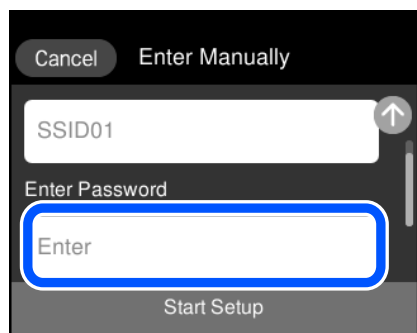 Cancel Enter Manually
SSID01
Enter Password
Enter
Start Setup